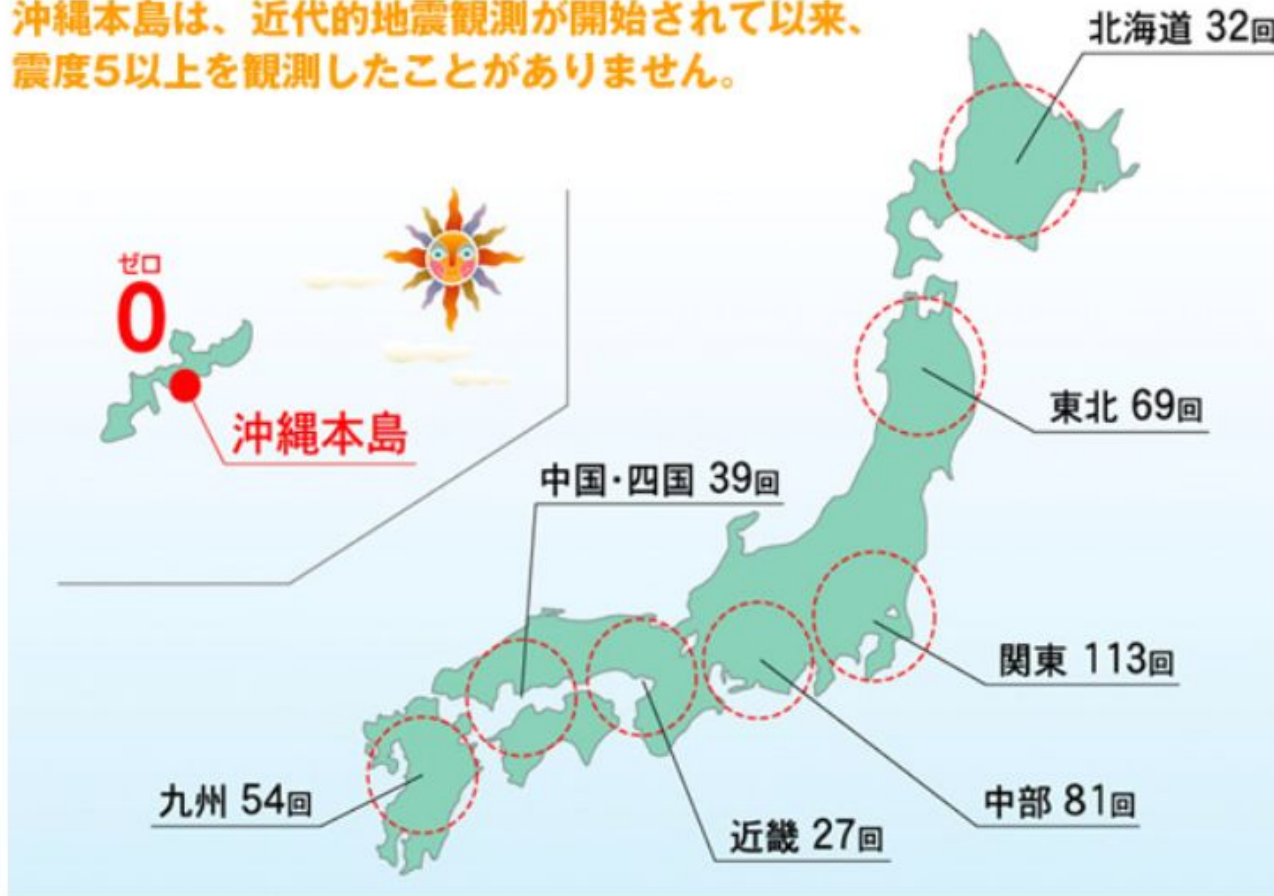 沖縄本島は、近代的地震観測が開始されて以来、
震度5以上を観測したことがありません。
北海道 32回
ゼロ
0
沖縄本島
東北 69回
中国・四国 39回
関東 113回
九州 54回
中部 81回
近畿 27回